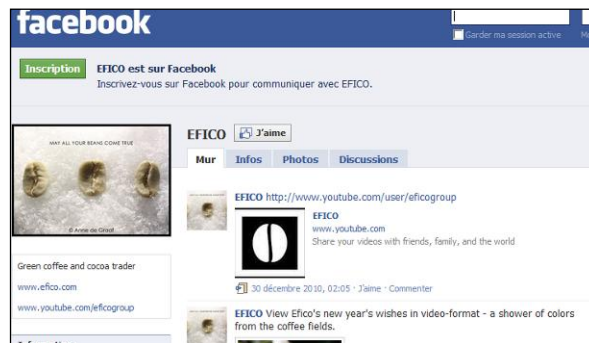 facebook
Garder ma session active
Inscription
EFICO est sur Facebook
Inscrivez-vous sur Facebook pour communiquer avec EFICO.
MAY ALL YOUR BEANS COME TRUE
© Anne de Graaf
Green coffee and cocoa trader
www.efico.com
www.youtube.com/eficogroup
EFICO J'aime
Mur Infos Photos Discussions
EFICO http://www.youtube.com/user/eficogroup
EFICO
www.youtube.com
Share your videos with friends, family, and the world
30 décembre 2010, 02:05 · J'aime · Commenter
EFICO View Efico's new year's wishes in video-format - a shower of colors
from the coffee fields.